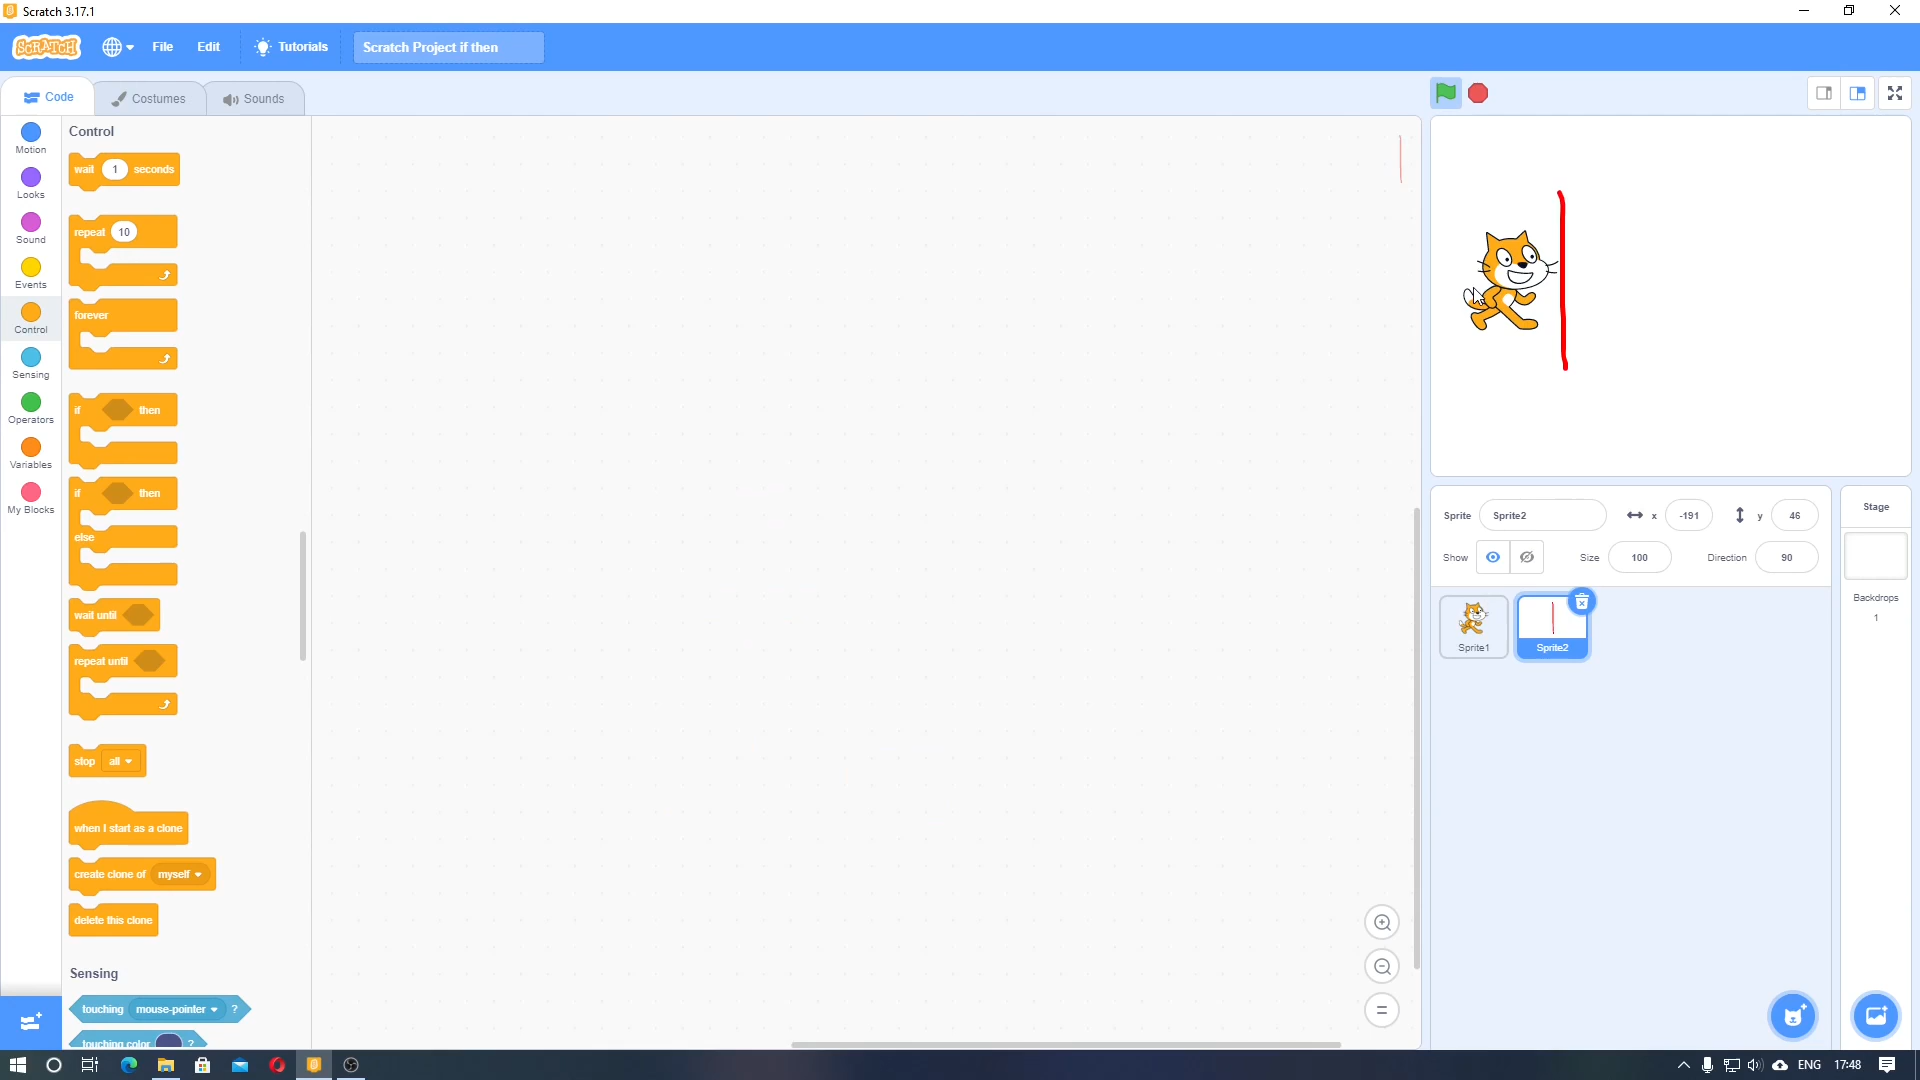 Scratch 3.17.1
SCRATCH File Edit Tutorials Scratch Project if then
Code Costumes Sounds
Motion
Looks
Sound
Events
Control
Sensing
Operators
Variables
My Blocks
Control
wait 1 seconds
repeat 10
forever
if then
if then
else
wait until
repeat until
stop all
when I start as a clone
create clone of myself
delete this clone
Sensing
touching mouse-pointer ?
touching color ?
Sprite Sprite2 x -191 y 46
Show Size 100 Direction 90
Sprite1 Sprite2
Stage
Backdrops
1
ENG 17:48